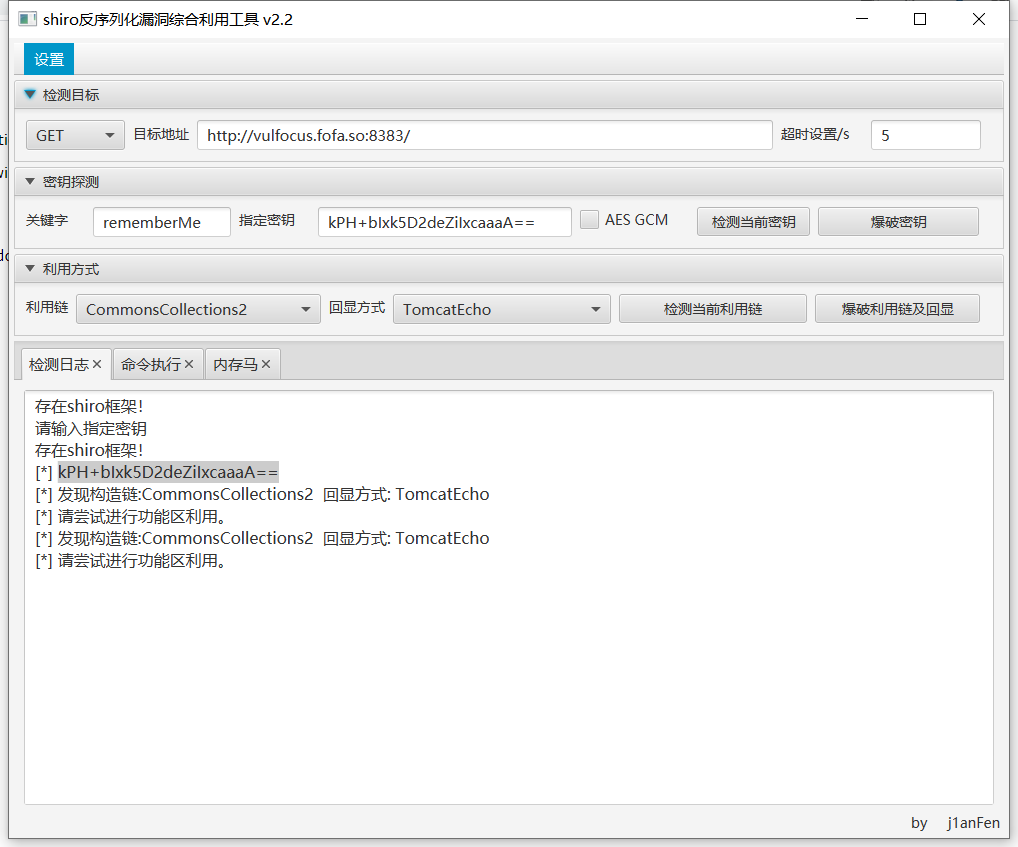 shiro反序列化漏洞综合利用工具 v2.2
设置
检测目标
GET 目标地址 http://vulfocus.fofa.so:8383/ 超时设置/s 5
密钥探测
关键字 rememberMe 指定密钥 kPH+bIxk5D2deZiIxcaaaA== AES GCM 检测当前密钥 爆破密钥
利用方式
利用链 CommonsCollections2 回显方式 TomcatEcho 检测当前利用链 爆破利用链及回显
检测日志× 命令执行× 内存马×
存在shiro框架！
请输入指定密钥
存在shiro框架！
[*] kPH+bIxk5D2deZiIxcaaaA==
[*] 发现构造链:CommonsCollections2 回显方式: TomcatEcho
[*] 请尝试进行功能区利用。
[*] 发现构造链:CommonsCollections2 回显方式: TomcatEcho
[*] 请尝试进行功能区利用。
by j1anFen